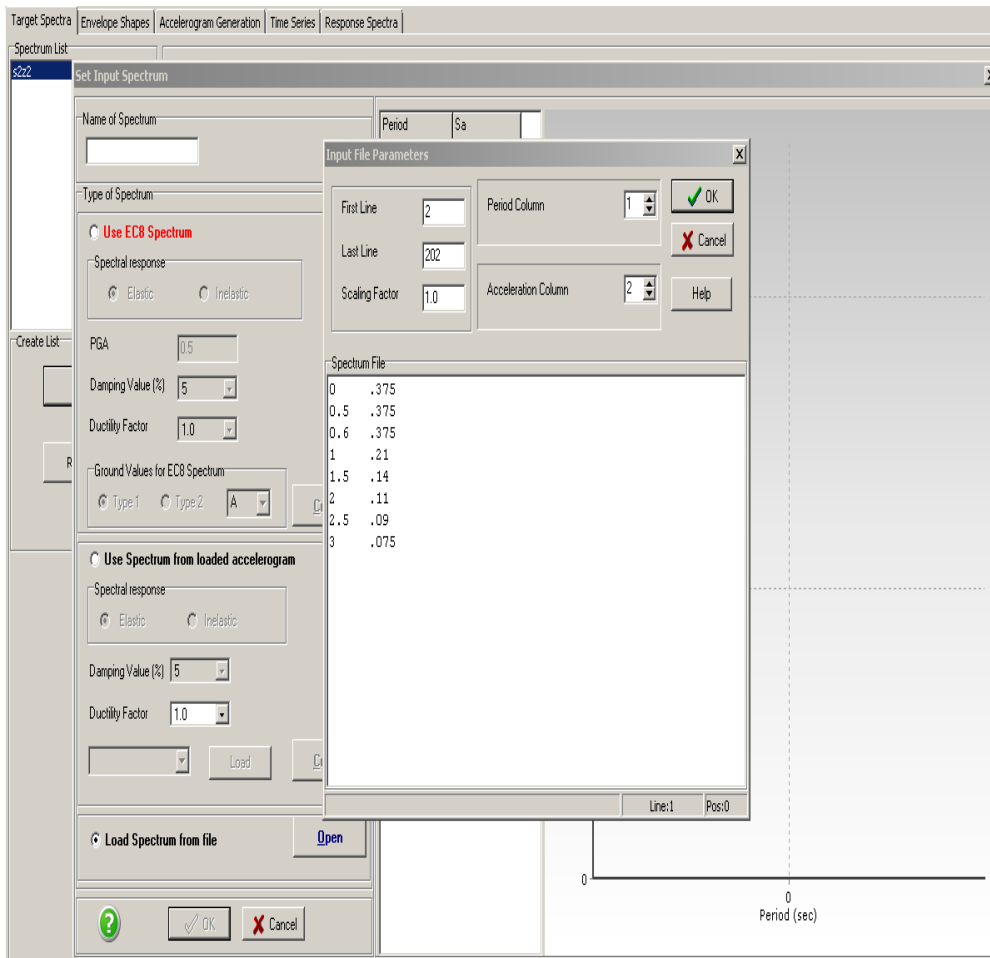 Target Spectra Envelope Shapes Accelerogram Generation Time Series Response Spectra
Spectrum List
s2z2
Create List
R
Set Input Spectrum
Name of Spectrum
Type of Spectrum
Use EC8 Spectrum
Spectral response
Elastic Inelastic
PGA 0.5
Damping Value (%) 5
Ductility Factor 1.0
Ground Values for EC8 Spectrum
Type 1 Type 2 A
Use Spectrum from loaded accelerogram
Spectral response
Elastic Inelastic
Damping Value (%) 5
Ductility Factor 1.0
Load
Load Spectrum from file Open
? OK Cancel
Period Sa
Input File Parameters X
First Line 2
Last Line 202
Scaling Factor 1.0
Period Column 1
Acceleration Column 2
OK
Cancel
Help
Spectrum File
0 .375
0.5 .375
0.6 .375
1 .21
1.5 .14
2 .11
2.5 .09
3 .075
Line:1 Pos:0
0
0
Period (sec)